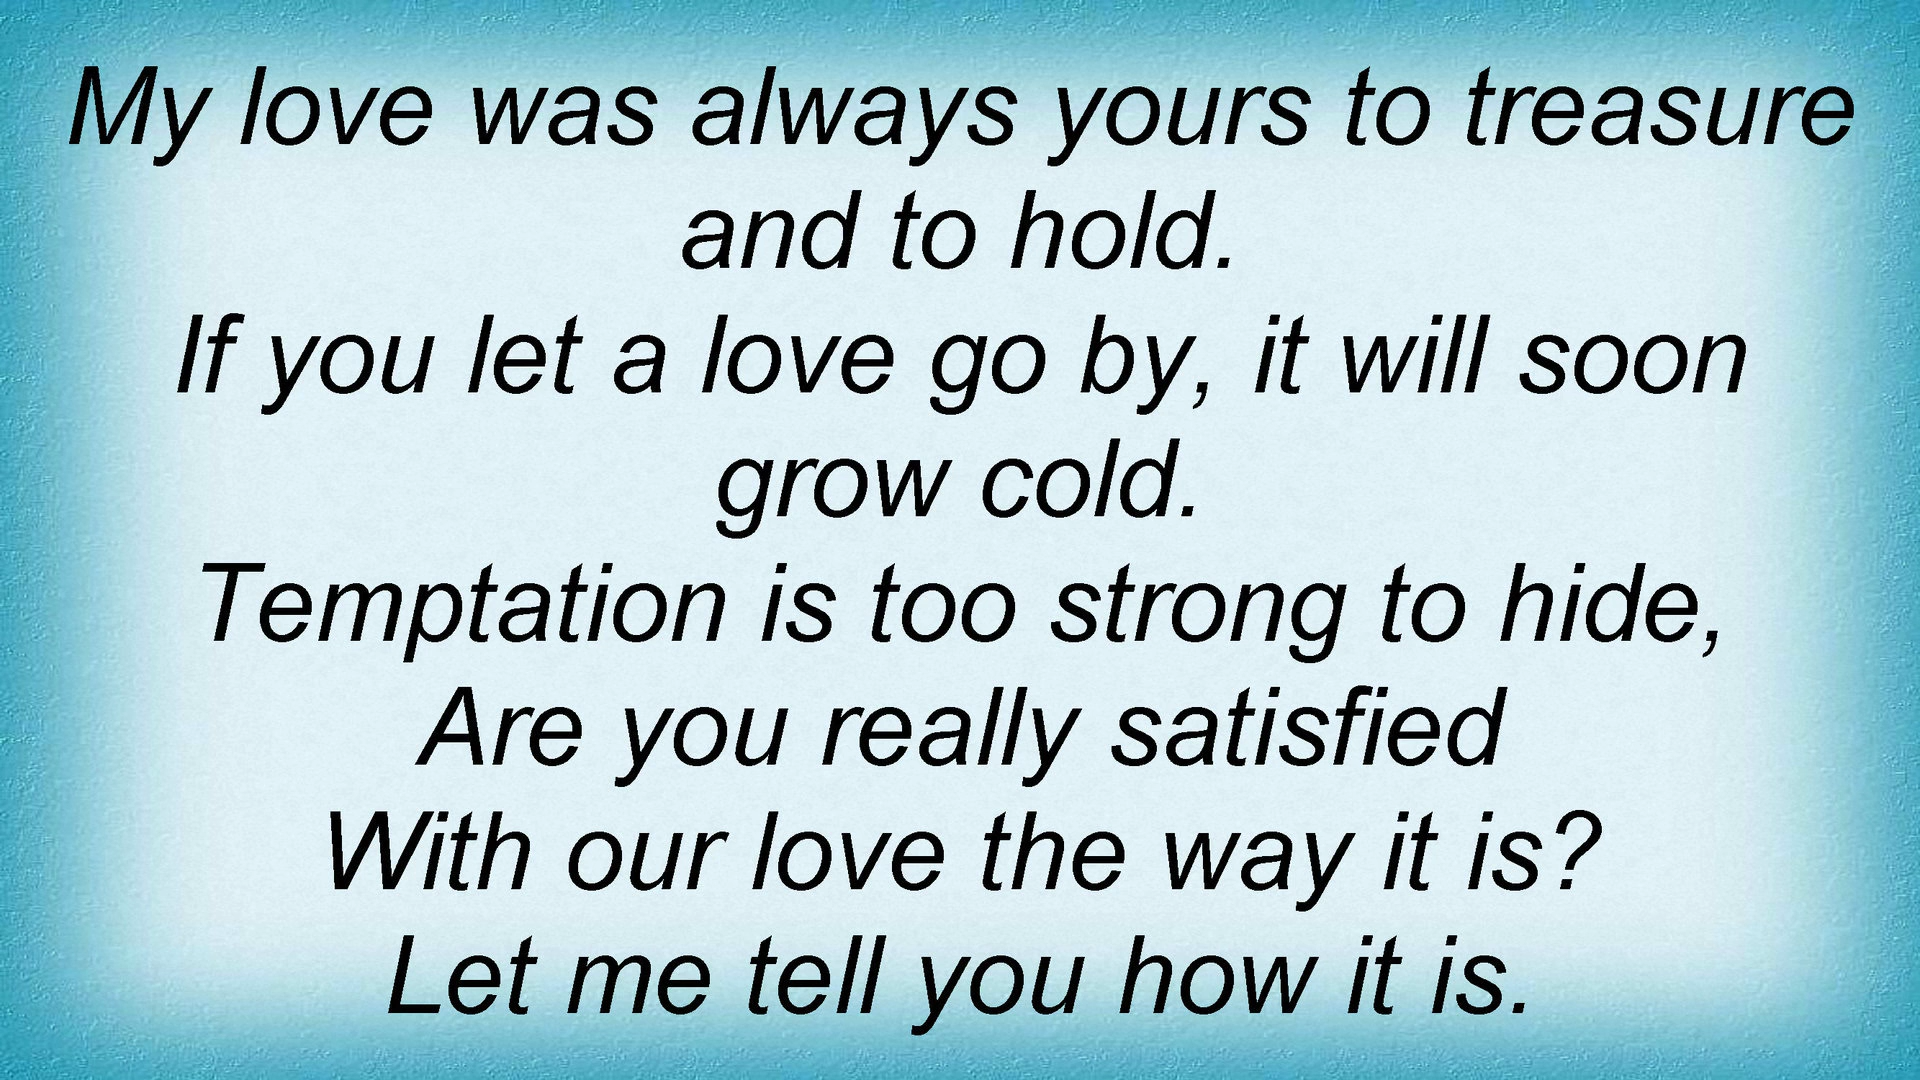 My love was always yours to treasure
and to hold.
If you let a love go by, it will soon
grow cold.
Temptation is too strong to hide,
Are you really satisfied
With our love the way it is?
Let me tell you how it is.